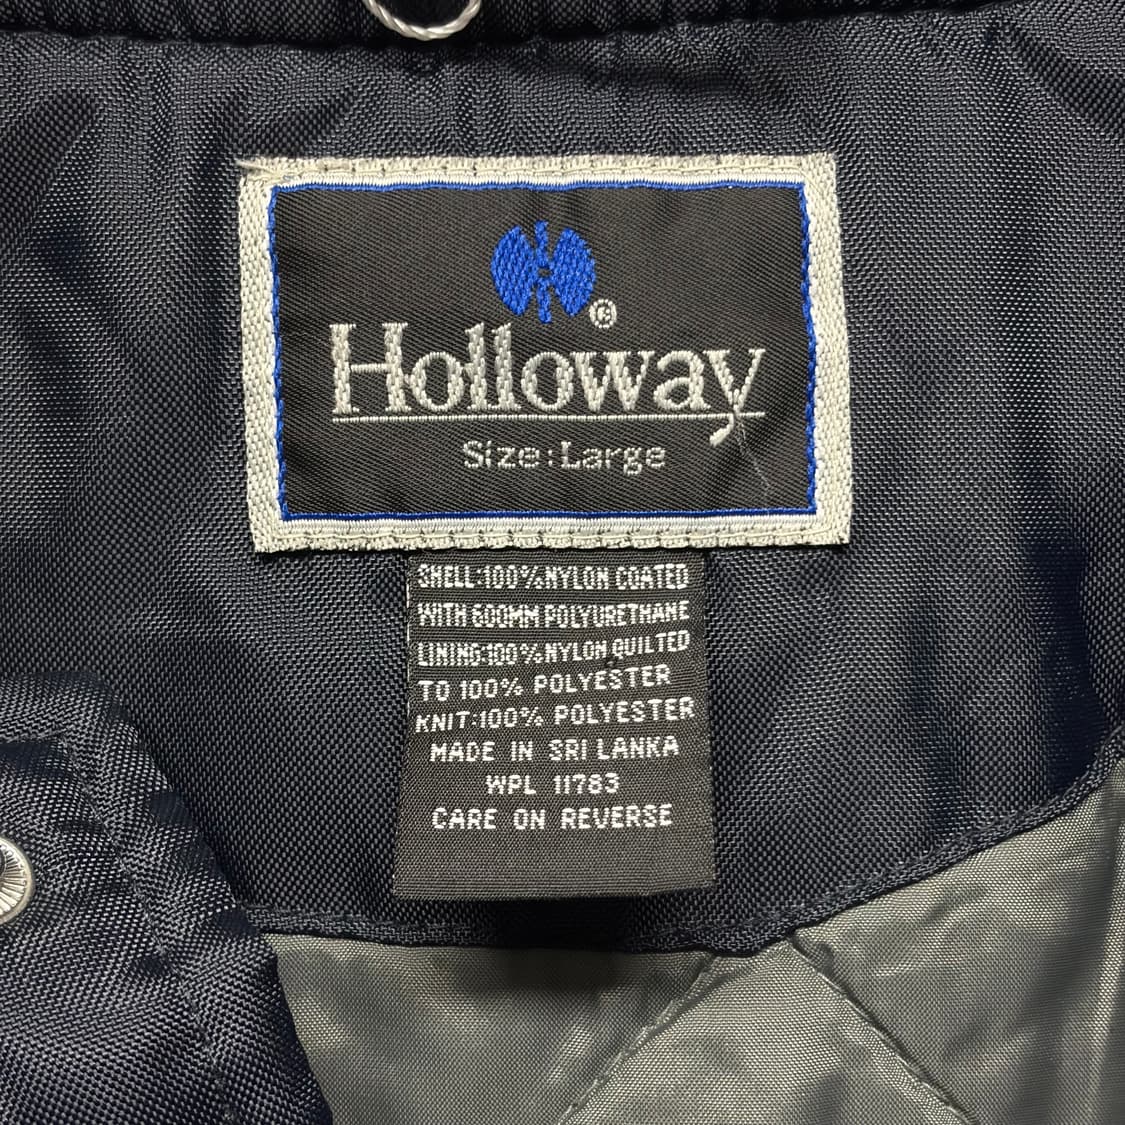 Holloway®
Size:Large
SHELL:100%NYLON COATED
WITH 600MM POLYURETHANE
LINING:100%NYLON QUILTED
TO 100% POLYESTER
KNIT:100% POLYESTER
MADE IN SRI LANKA
WPL 11783
CARE ON REVERSE